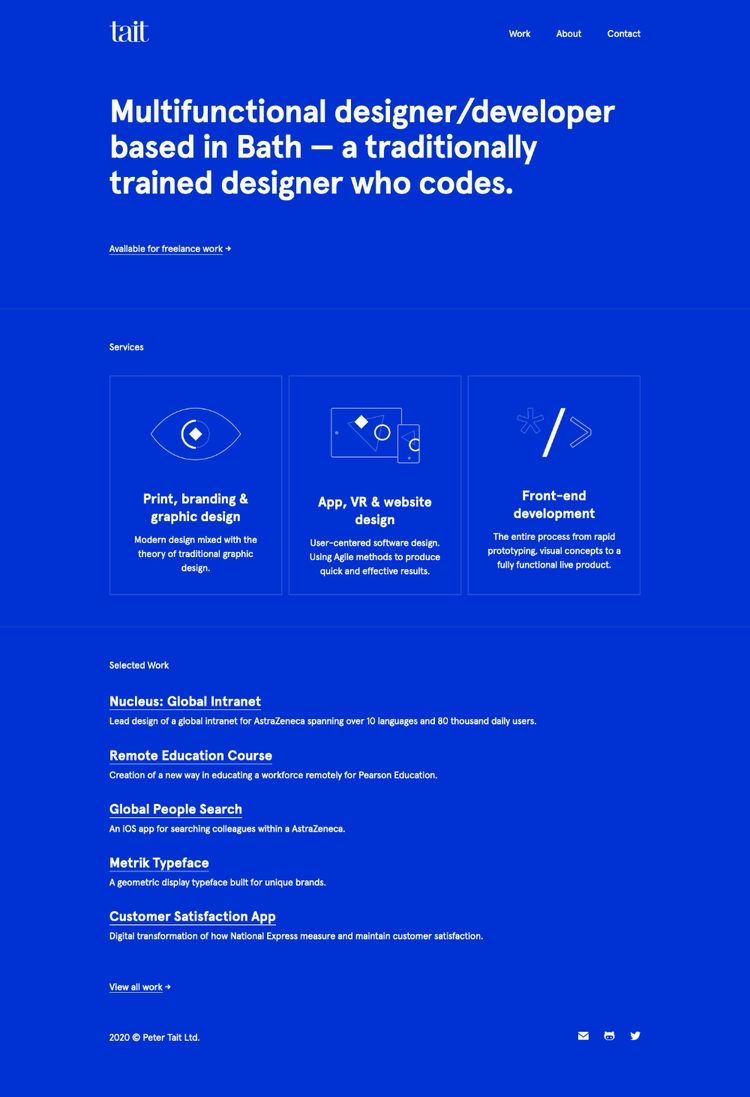 tait
Work About Contact
Multifunctional designer/developer
based in Bath — a traditionally
trained designer who codes.
Available for freelance work →
Services
Print, branding &
graphic design
Modern design mixed with the
theory of traditional graphic
design.
App, VR & website
design
User-centered software design.
Using Agile methods to produce
quick and effective results.
*/>
Front-end
development
The entire process from rapid
prototyping, visual concepts to a
fully functional live product.
Selected Work
Nucleus: Global Intranet
Lead design of a global intranet for AstraZeneca spanning over 10 languages and 80 thousand daily users.
Remote Education Course
Creation of a new way in educating a workforce remotely for Pearson Education.
Global People Search
An iOS app for searching colleagues within a AstraZeneca.
Metrik Typeface
A geometric display typeface built for unique brands.
Customer Satisfaction App
Digital transformation of how National Express measure and maintain customer satisfaction.
View all work →
2020 © Peter Tait Ltd.